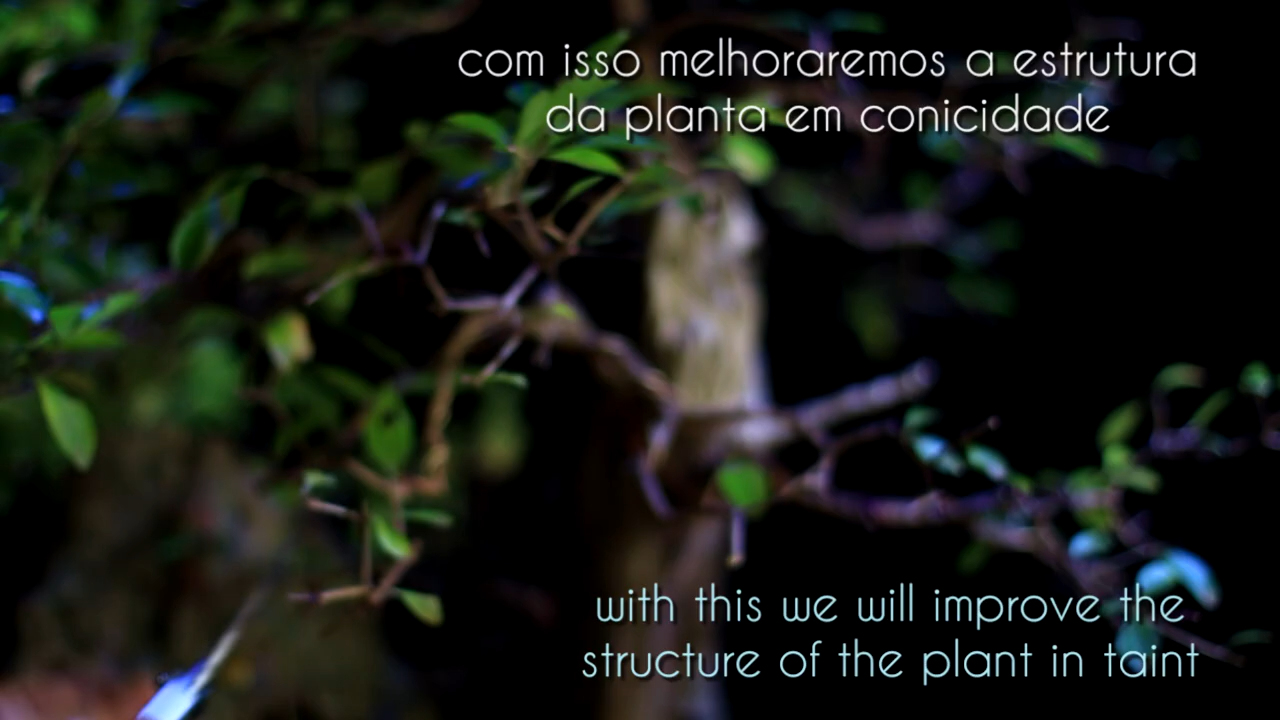 com isso melhoraremos a estrutura
da planta em conicidade
with this we will improve the
structure of the plant in taint